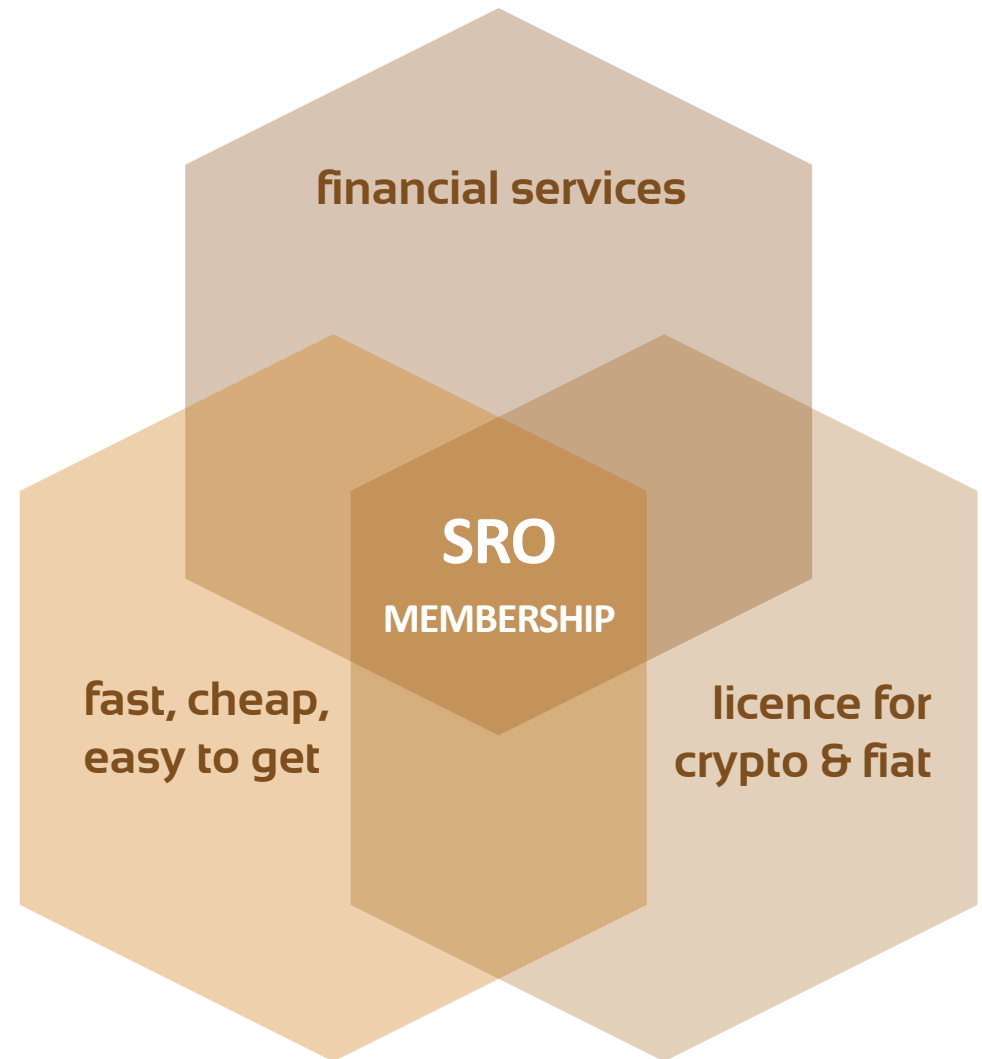 financial services
SRO
MEMBERSHIP
fast, cheap,
easy to get
licence for
crypto & fiat